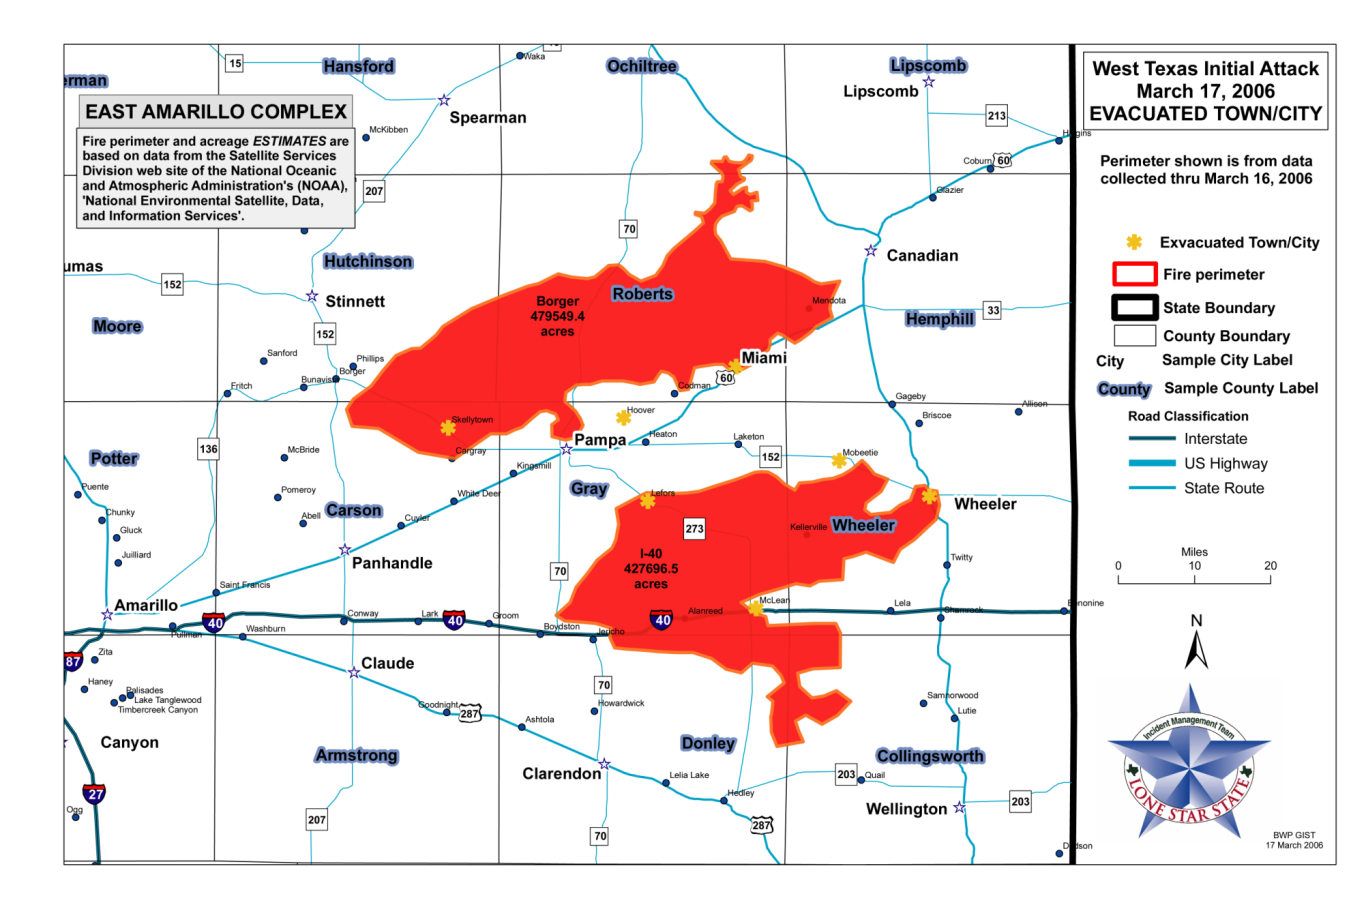 West Texas Initial Attack
March 17, 2006
EVACUATED TOWN/CITY
Perimeter shown is from data
collected thru March 16, 2006
Exvacuated Town/City
Fire perimeter
State Boundary
County Boundary
City Sample City Label
County Sample County Label
Road Classification
Interstate
US Highway
State Route
Miles
0 10 20
N
Incident Management Team
LONE STAR STATE
BWP GIST
17 March 2006
EAST AMARILLO COMPLEX
Fire perimeter and acreage ESTIMATES are
based on data from the Satellite Services
Division web site of the National Oceanic
and Atmospheric Administration's (NOAA),
'National Environmental Satellite, Data,
and Information Services'.
erman
15
Hansford
Waka
Ochiltree
Lipscomb
Lipscomb
Spearman
McKibben
213
Higgins
Coburn
60
207
Glazier
70
Canadian
Hutchinson
umas
152
Stinnett
Borger
479549.4
acres
Roberts
Mendota
33
Hemphill
Moore
152
Sanford
Phillips
Borger
Bunavista
Fritch
Miami
60
Codman
Gageby
Allison
Briscoe
Skellytown
Hoover
Pampa
Heaton
Laketon
152
Mobeetie
136
McBride
Cargray
Kingsmill
Potter
Puente
Pomeroy
White Deer
Gray
Lefors
Wheeler
Chunky
Gluck
Abell
Carson
Cuyler
273
Kellerville
Wheeler
Juilliard
Panhandle
I-40
427696.5
acres
70
Twitty
Saint Francis
Amarillo
40
Conway
Lark
40
Groom
Boydston
Jericho
40
Alanreed
McLean
Lela
Shamrock
Benonine
Pullman
Washburn
87
Zita
Claude
Haney
Palisades
Lake Tanglewood
Timbercreek Canyon
70
Howardwick
Samnorwood
Lutie
Goodnight
287
Ashtola
Canyon
Armstrong
Donley
Collingsworth
Clarendon
Lelia Lake
203
Quail
27
Hedley
Wellington
203
Ogg
207
70
287
Dodson